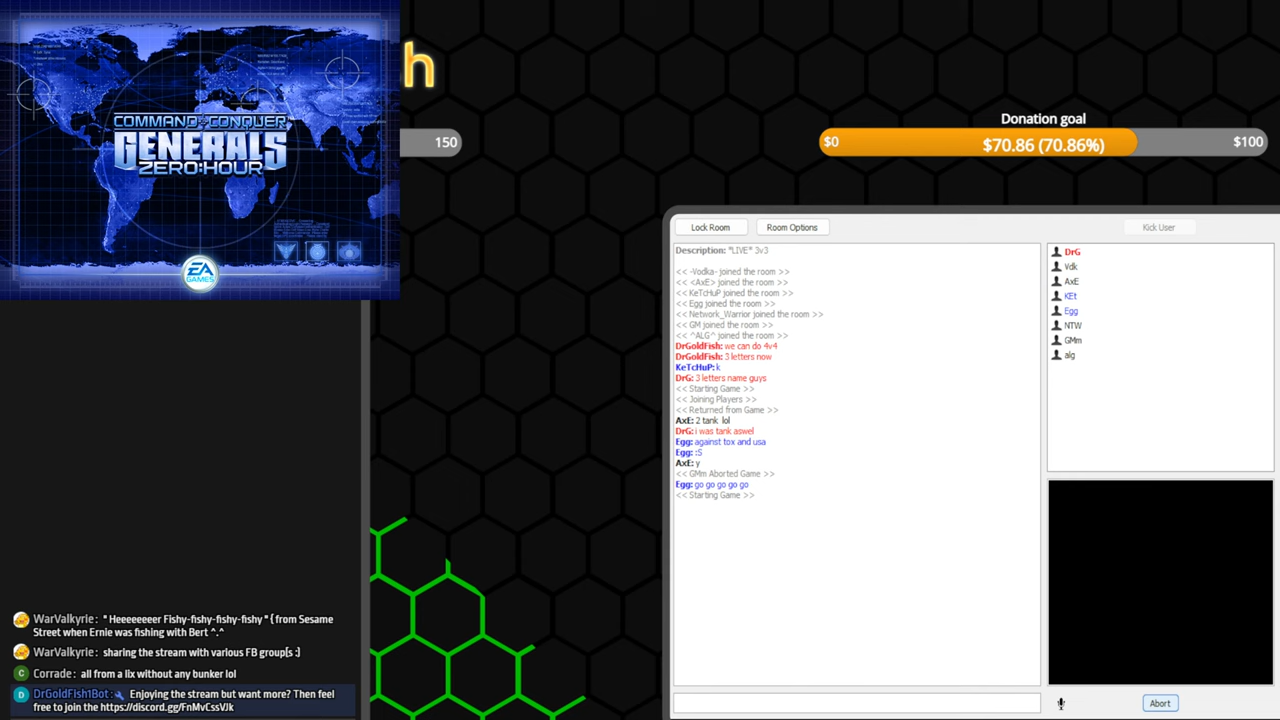 COMMAND & CONQUER
GENERALS
ZERO:HOUR
EA
GAMES
h
150
Donation goal
$0
$70.86 (70.86%)
$100
Lock Room
Room Options
Kick User
Description: "LIVE" 3v3
<< -Vodka- joined the room >>
<< <AxE> joined the room >>
<< KeTcHuP joined the room >>
<< Egg joined the room >>
<< Network_Warrior joined the room >>
<< GM joined the room >>
<< ^ALG^ joined the room >>
DrGoldFish: we can do 4v4
DrGoldFish: 3 letters now
KeTcHuP: k
DrG: 3 letters name guys
<< Starting Game >>
<< Joining Players >>
<< Returned from Game >>
AxE: 2 tank lol
DrG: i was tank aswel
Egg: against tox and usa
Egg: :S
AxE: y
<< GMm Aborted Game >>
Egg: go go go go go
<< Starting Game >>
DrG
Vdk
AxE
KEt
Egg
NTW
GMm
alg
Abort
WarValkyrie: " Heeeeeeer Fishy-fishy-fishy-fishy " ( from Sesame
Street when Ernie was fishing with Bert ^.^
WarValkyrie: sharing the stream with various FB group(s :)
C Corrade: all from a lix without any bunker lol
D DrGoldFish1Bot: Enjoying the stream but want more? Then feel
free to join the https://discord.gg/FnMvCssVJk